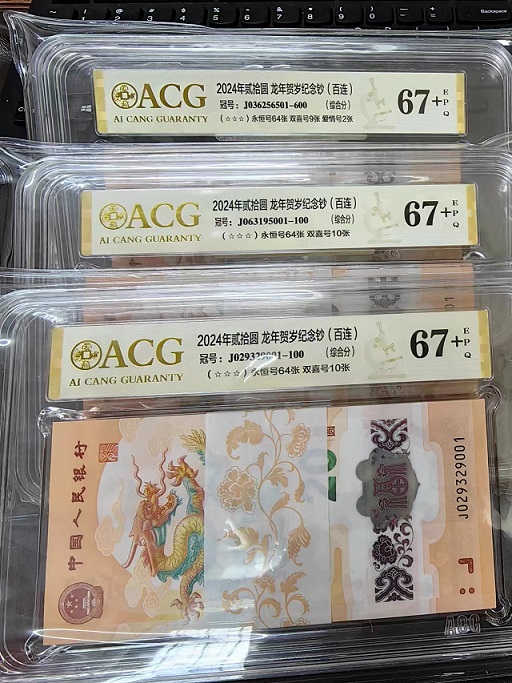 Backspace
ACG
AI CANG GUARANTY
2024年贰拾圆 龙年贺岁纪念钞（百连）
冠号：J036256501-600 （综合分）
（☆☆☆）永恒号64张 双喜号9张 爱情号2张
67+ EPQ
ACG
AI CANG GUARANTY
2024年贰拾圆 龙年贺岁纪念钞（百连）
冠号：J063195001-100 （综合分）
（☆☆☆）永恒号64张 双喜号10张
67+ EPQ
ACG
AI CANG GUARANTY
2024年贰拾圆 龙年贺岁纪念钞（百连）
冠号：J029329001-100 （综合分）
（☆☆☆）永恒号64张 双喜号10张
67+ EPQ
中国人民银行
20
J029329001
ACG